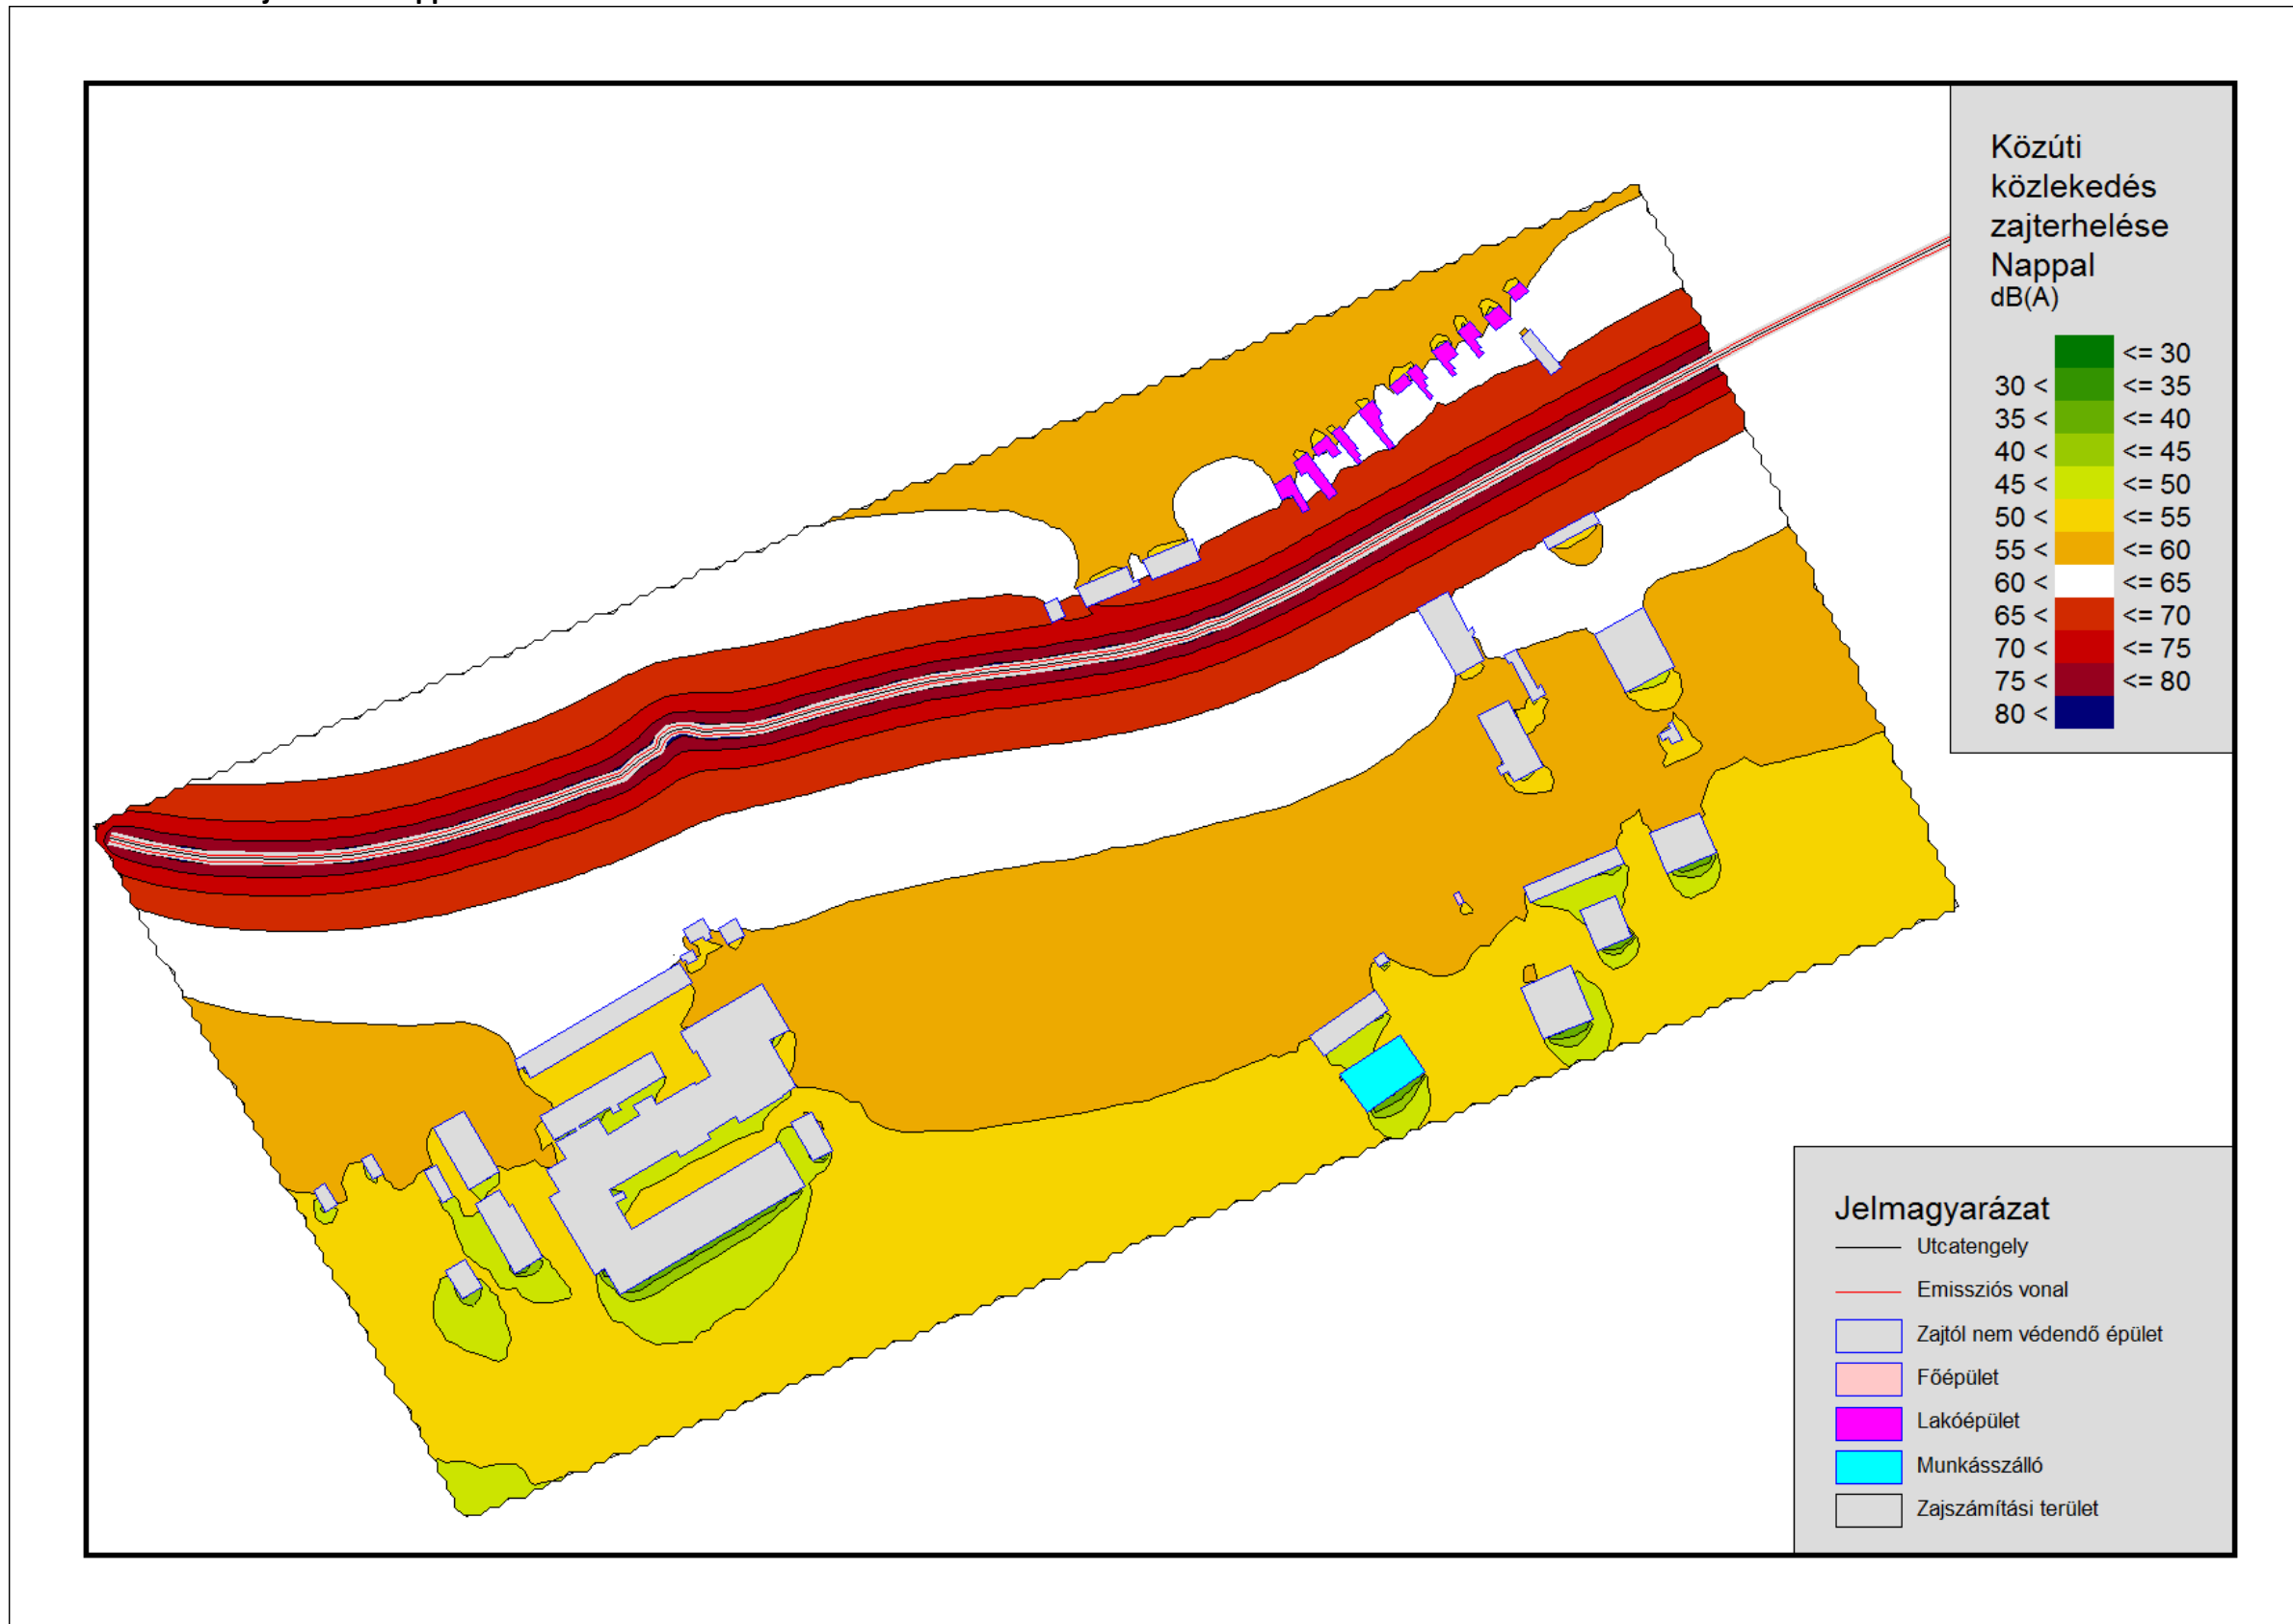 Közúti
közlekedés
zajterhelése
Nappal
dB(A)
<= 30
30 < <= 35
35 < <= 40
40 < <= 45
45 < <= 50
50 < <= 55
55 < <= 60
60 < <= 65
65 < <= 70
70 < <= 75
75 < <= 80
80 <
Jelmagyarázat
Utcatengely
Emissziós vonal
Zajtól nem védendő épület
Főépület
Lakóépület
Munkásszálló
Zajszámítási terület